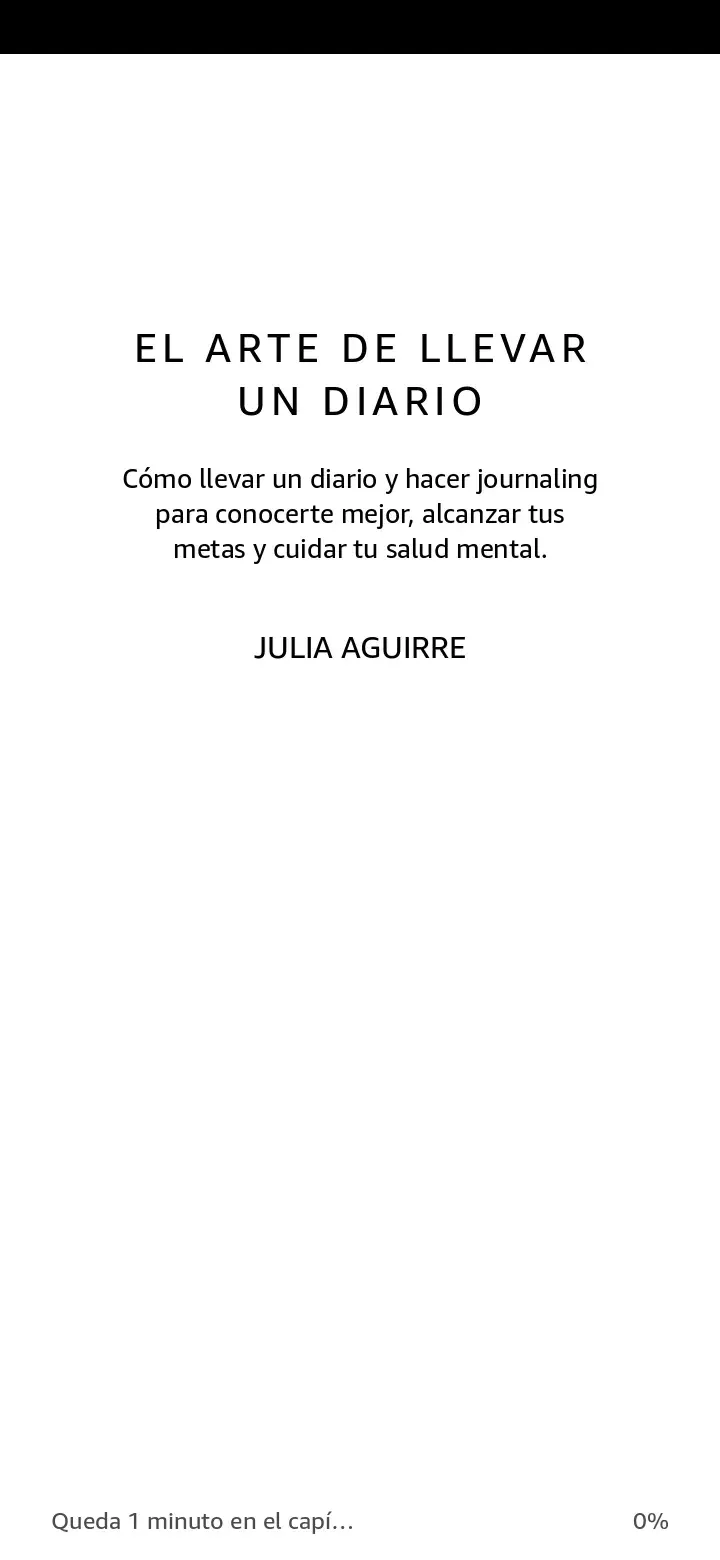 EL ARTE DE LLEVAR
UN DIARIO
Cómo llevar un diario y hacer journaling
para conocerte mejor, alcanzar tus
metas y cuidar tu salud mental.
JULIA AGUIRRE
Queda 1 minuto en el capí... 0%